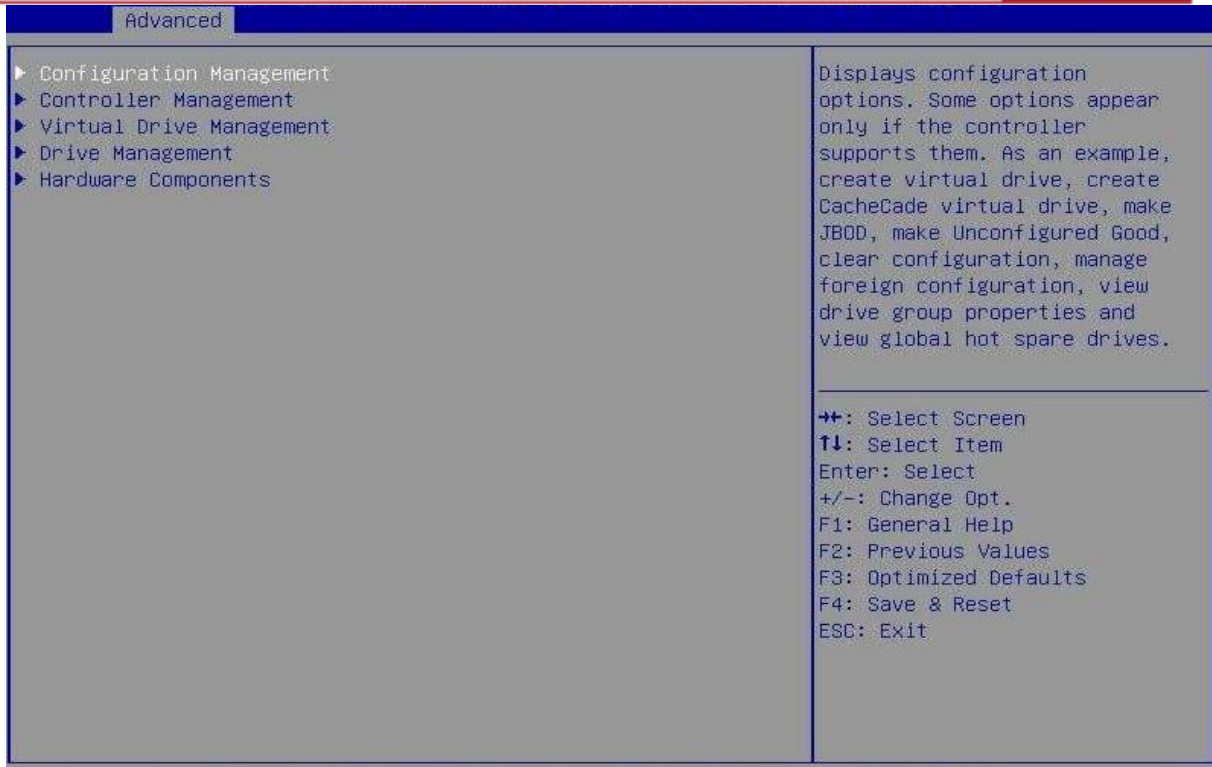 Advanced
▶ Configuration Management
▶ Controller Management
▶ Virtual Drive Management
▶ Drive Management
▶ Hardware Components
Displays configuration
options. Some options appear
only if the controller
supports them. As an example,
create virtual drive, create
CacheCade virtual drive, make
JBOD, make Unconfigured Good,
clear configuration, manage
foreign configuration, view
drive group properties and
view global hot spare drives.
→←: Select Screen
↑↓: Select Item
Enter: Select
+/-: Change Opt.
F1: General Help
F2: Previous Values
F3: Optimized Defaults
F4: Save & Reset
ESC: Exit